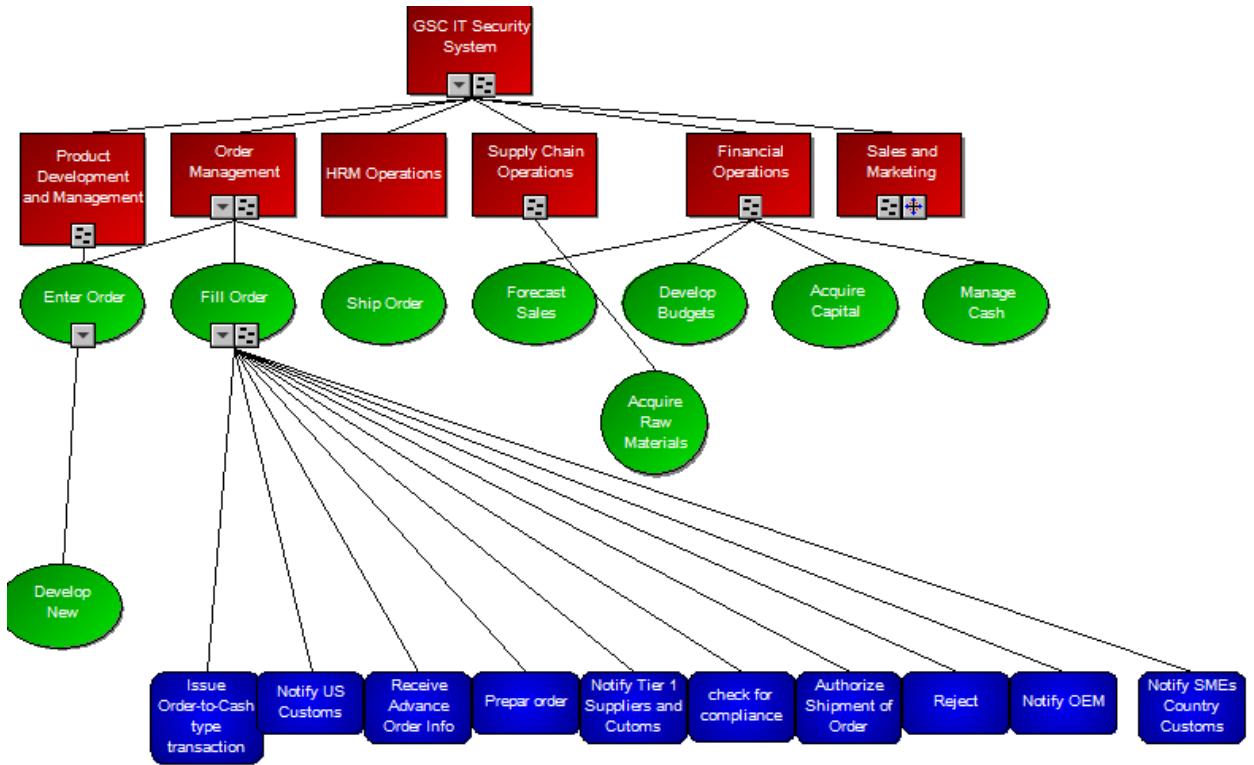 GSC IT Security
System
Product
Development
and Management
Order
Management
HRM Operations
Supply Chain
Operations
Financial
Operations
Sales and
Marketing
Enter Order
Fill Order
Ship Order
Forecast
Sales
Develop
Budgets
Acquire
Capital
Manage
Cash
Acquire
Raw
Materials
Develop
New
Issue
Order-to-Cash
type
transaction
Notify US
Customs
Receive
Advance
Order Info
Prepar order
Notify Tier 1
Suppliers and
Cutoms
check for
compliance
Authorize
Shipment of
Order
Reject
Notify OEM
Notify SMEs
Country
Customs